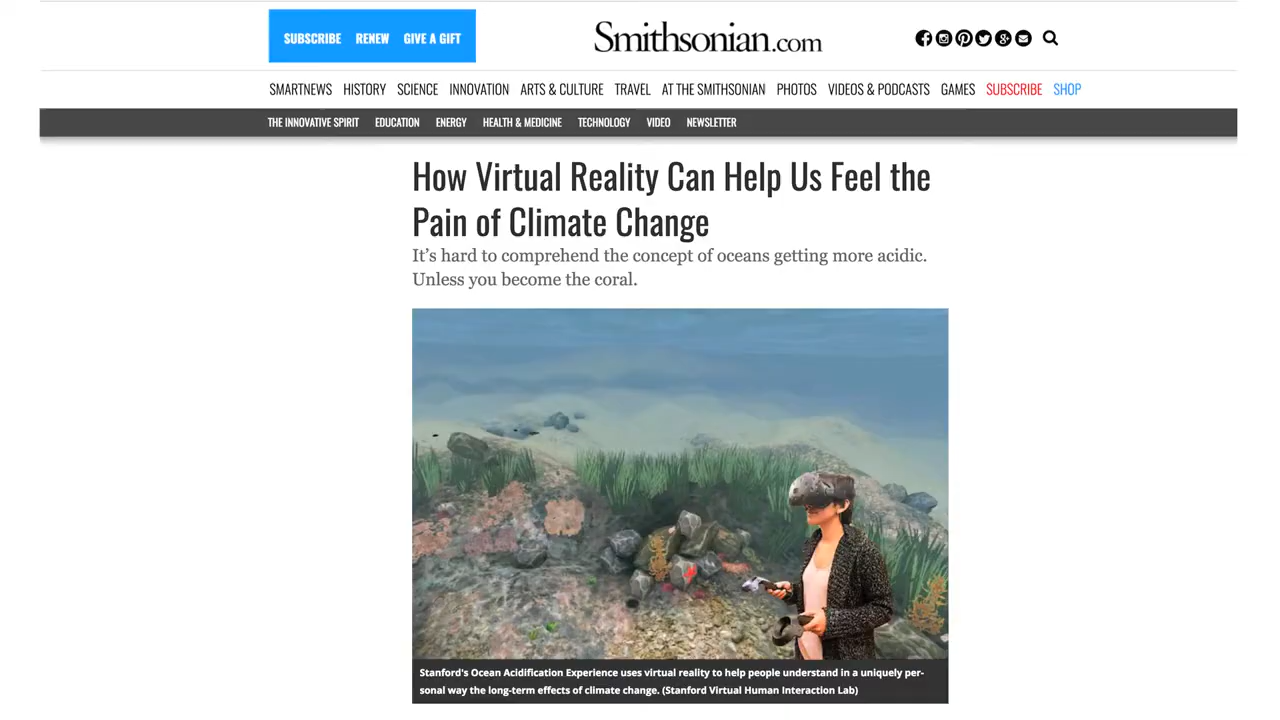 SUBSCRIBE RENEW GIVE A GIFT
Smithsonian.com
SMARTNEWS HISTORY SCIENCE INNOVATION ARTS & CULTURE TRAVEL AT THE SMITHSONIAN PHOTOS VIDEOS & PODCASTS GAMES SUBSCRIBE SHOP
THE INNOVATIVE SPIRIT EDUCATION ENERGY HEALTH & MEDICINE TECHNOLOGY VIDEO NEWSLETTER
How Virtual Reality Can Help Us Feel the
Pain of Climate Change
It's hard to comprehend the concept of oceans getting more acidic.
Unless you become the coral.
Stanford's Ocean Acidification Experience uses virtual reality to help people understand in a uniquely per-
sonal way the long-term effects of climate change. (Stanford Virtual Human Interaction Lab)